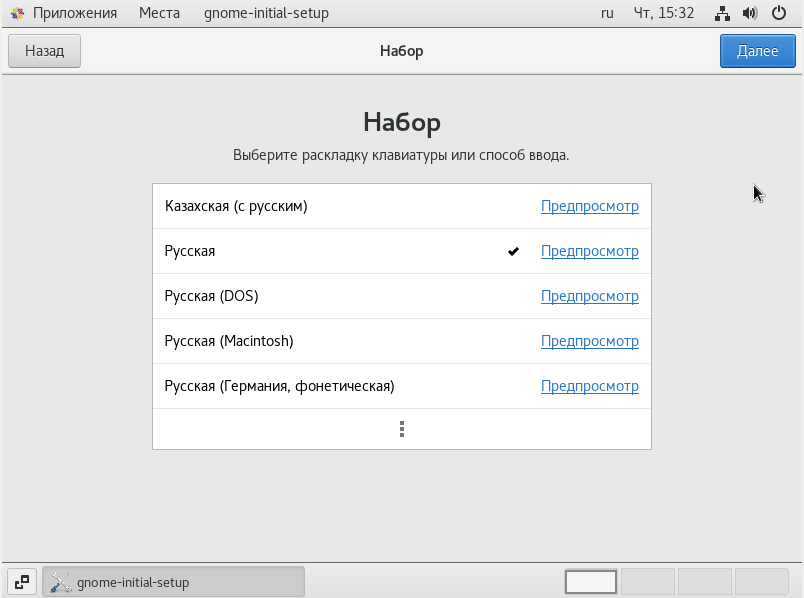 Приложения Места gnome-initial-setup ru Чт, 15:32
Назад Набор Далее
Набор
Выберите раскладку клавиатуры или способ ввода.
Казахская (с русским) Предпросмотр
Русская Предпросмотр
Русская (DOS) Предпросмотр
Русская (Macintosh) Предпросмотр
Русская (Германия, фонетическая) Предпросмотр
gnome-initial-setup